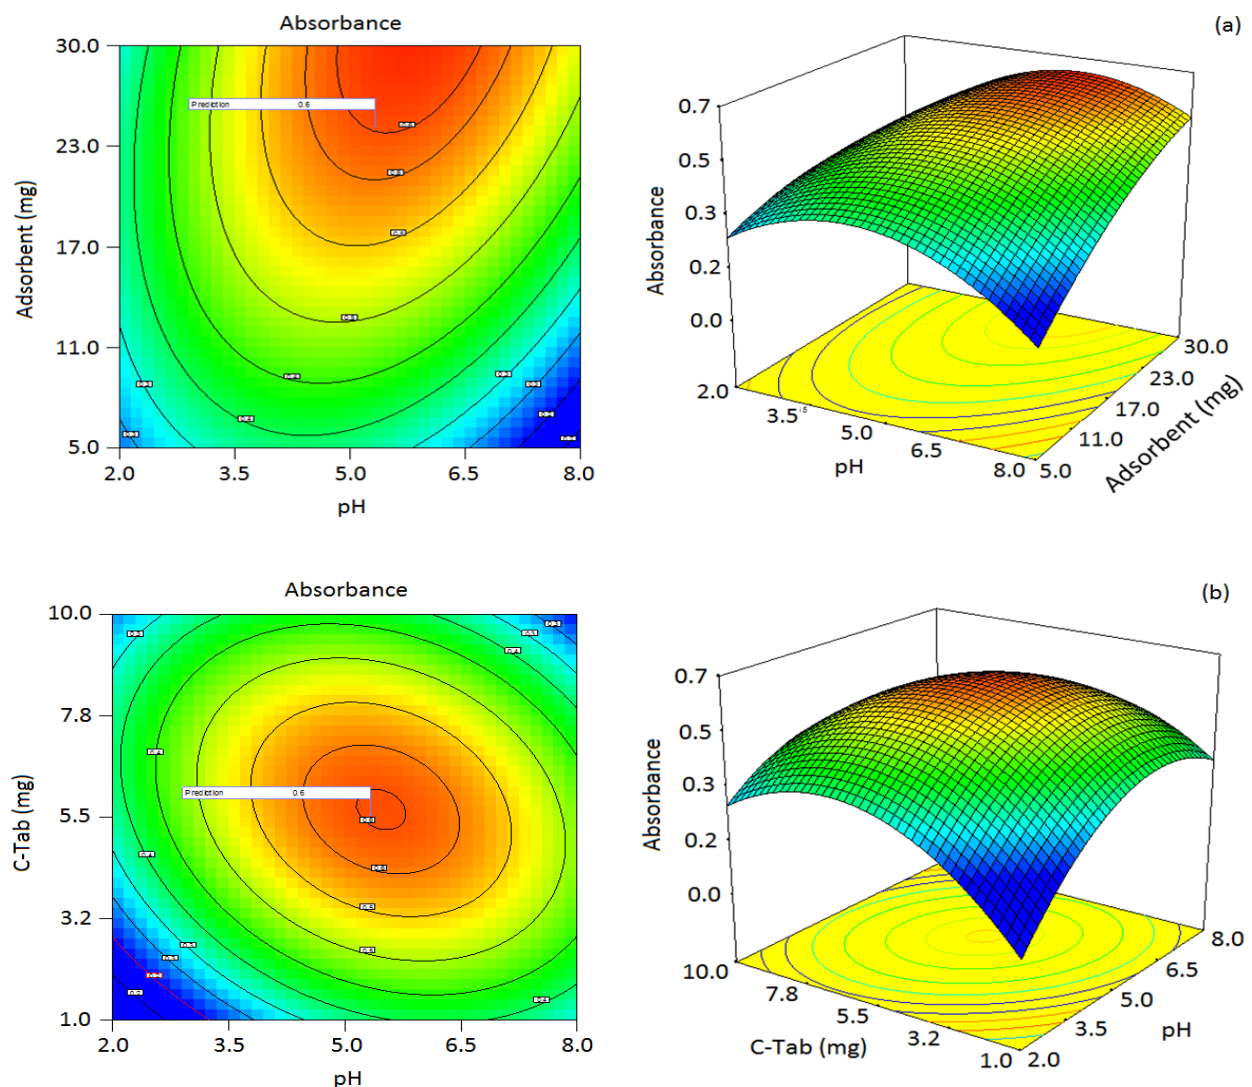 Absorbance
(a)
30.0
Prediction 0.6
23.0
17.0
11.0
5.0
Adsorbent (mg)
2.0 3.5 5.0 6.5 8.0
pH
0.7
0.5
0.3
0.2
0.0
Absorbance
2.0 3.5 5.0 6.5 8.0
pH
5.0 11.0 17.0 23.0 30.0
Adsorbent (mg)
Absorbance
(b)
10.0
7.8
Prediction 0.6
5.5
3.2
1.0
C-Tab (mg)
2.0 3.5 5.0 6.5 8.0
pH
0.7
0.5
0.3
0.2
0.0
Absorbance
10.0 7.8 5.5 3.2 1.0
C-Tab (mg)
2.0 3.5 5.0 6.5 8.0
pH